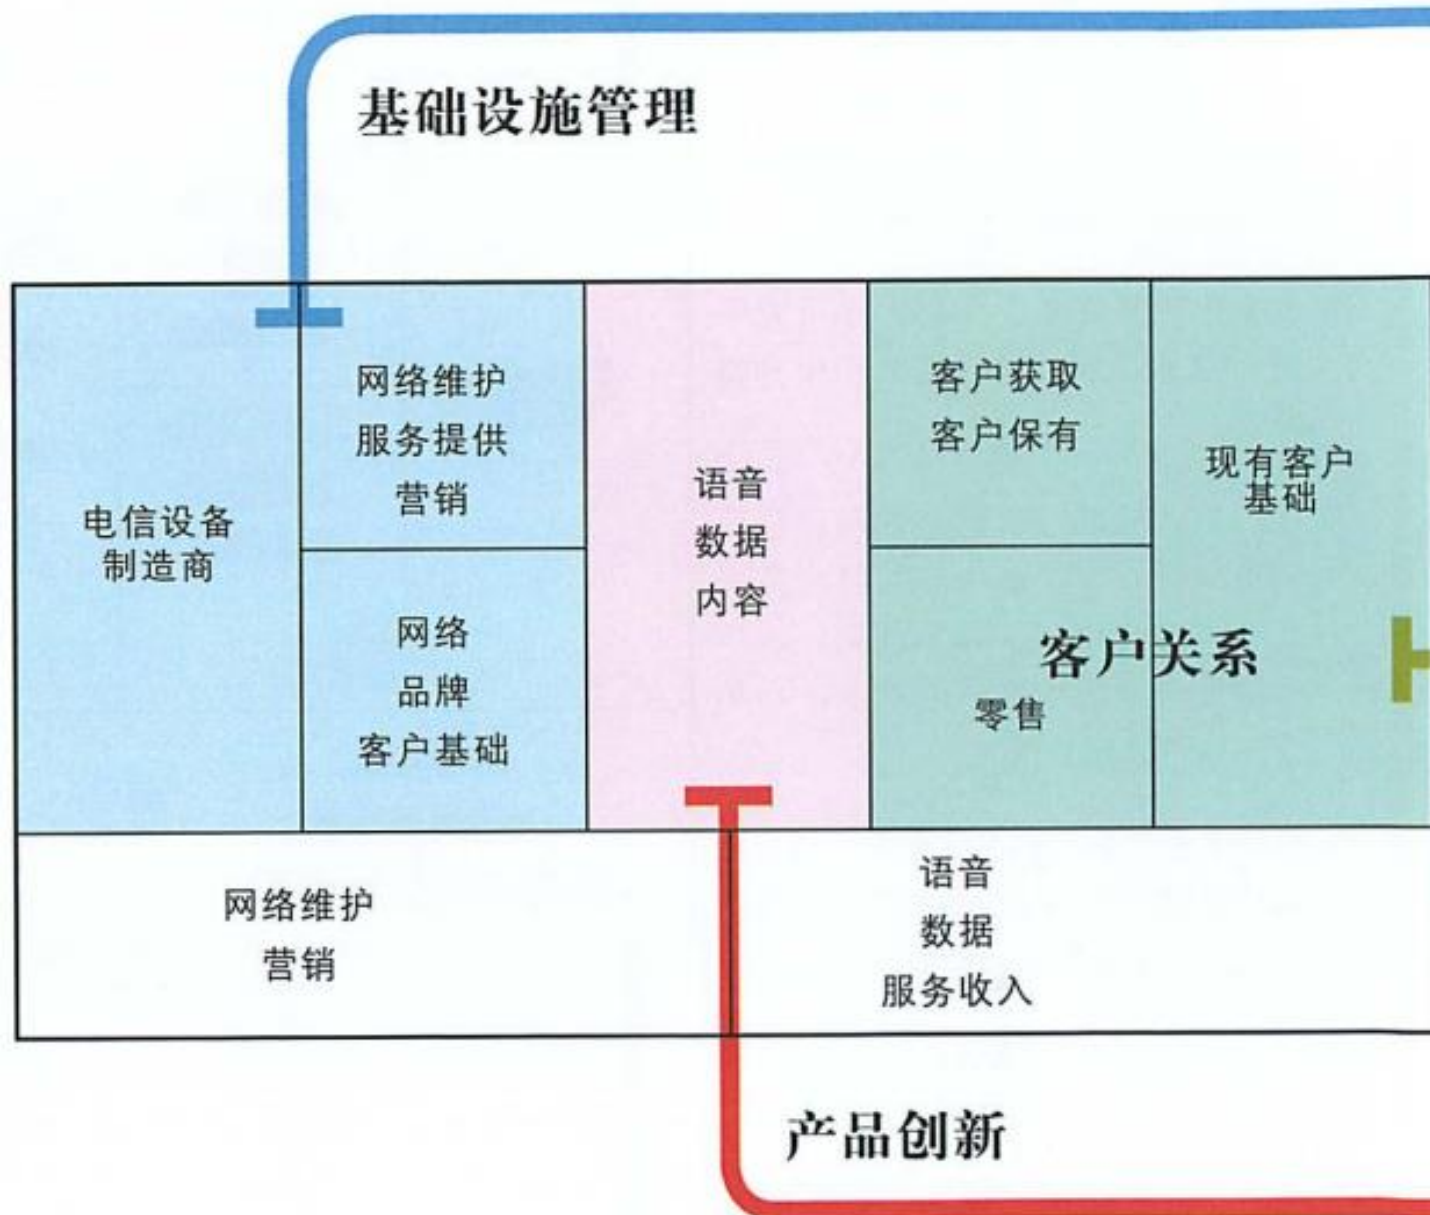 基础设施管理
电信设备
制造商
网络维护
服务提供
营销
网络
品牌
客户基础
语音
数据
内容
客户获取
客户保有
零售
现有客户
基础
客户关系
网络维护
营销
语音
数据
服务收入
产品创新